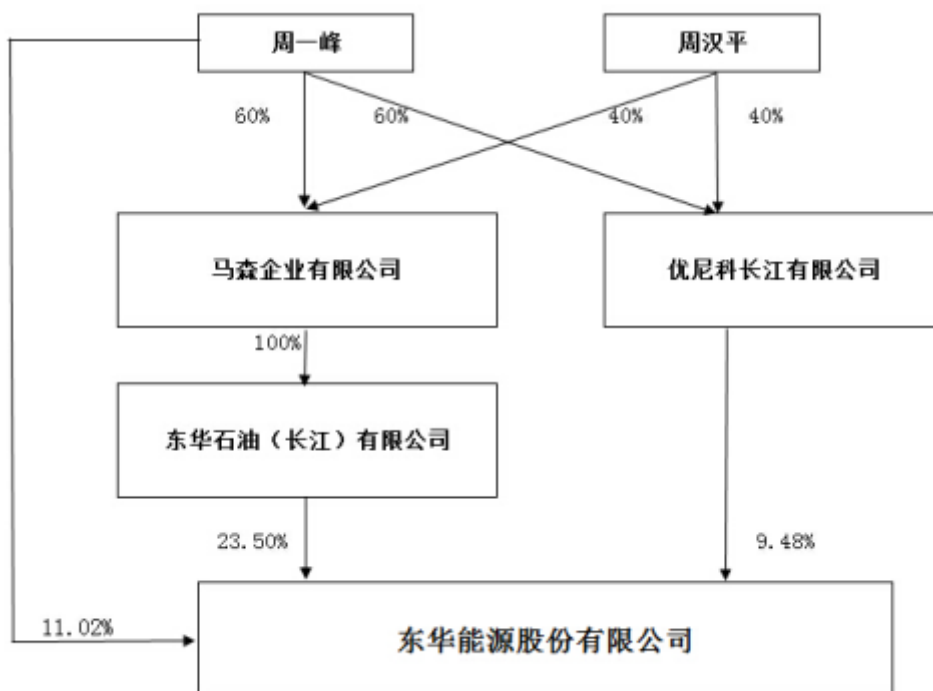 周一峰
周汉平
60%
60%
40%
40%
马森企业有限公司
优尼科长江有限公司
100%
东华石油（长江）有限公司
23.50%
9.48%
11.02%
东华能源股份有限公司